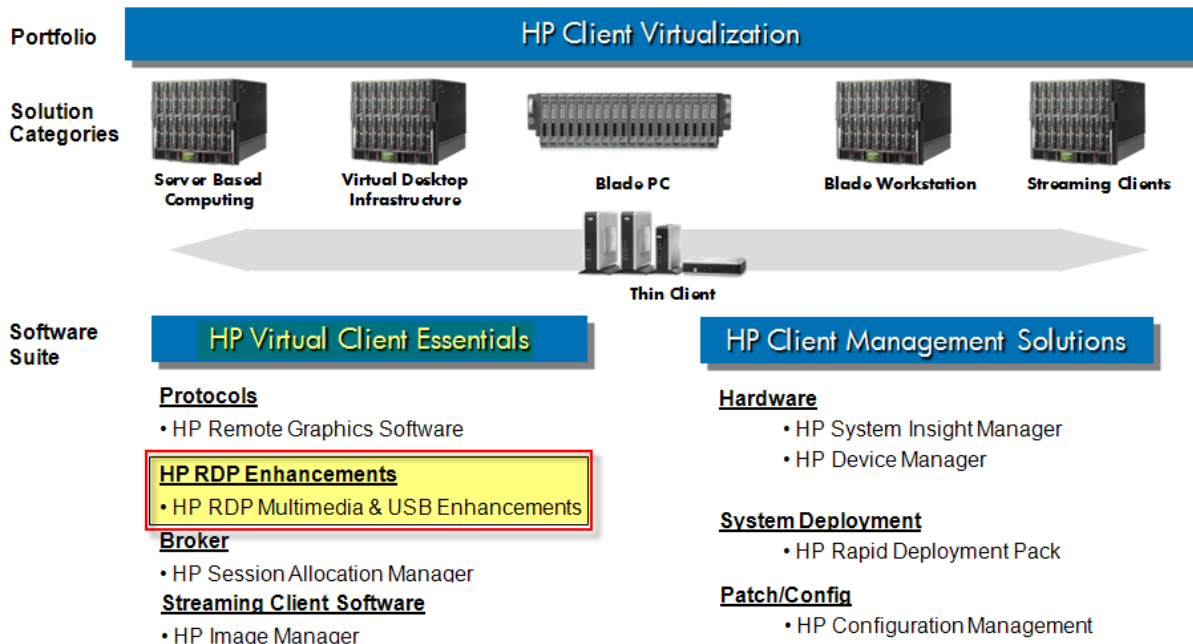 Portfolio
HP Client Virtualization
Solution
Categories
Server Based
Computing
Virtual Desktop
Infrastructure
Blade PC
Blade Workstation
Streaming Clients
Thin Client
Software
Suite
HP Virtual Client Essentials
Protocols
• HP Remote Graphics Software
HP RDP Enhancements
• HP RDP Multimedia & USB Enhancements
Broker
• HP Session Allocation Manager
Streaming Client Software
• HP Image Manager
HP Client Management Solutions
Hardware
• HP System Insight Manager
• HP Device Manager
System Deployment
• HP Rapid Deployment Pack
Patch/Config
• HP Configuration Management